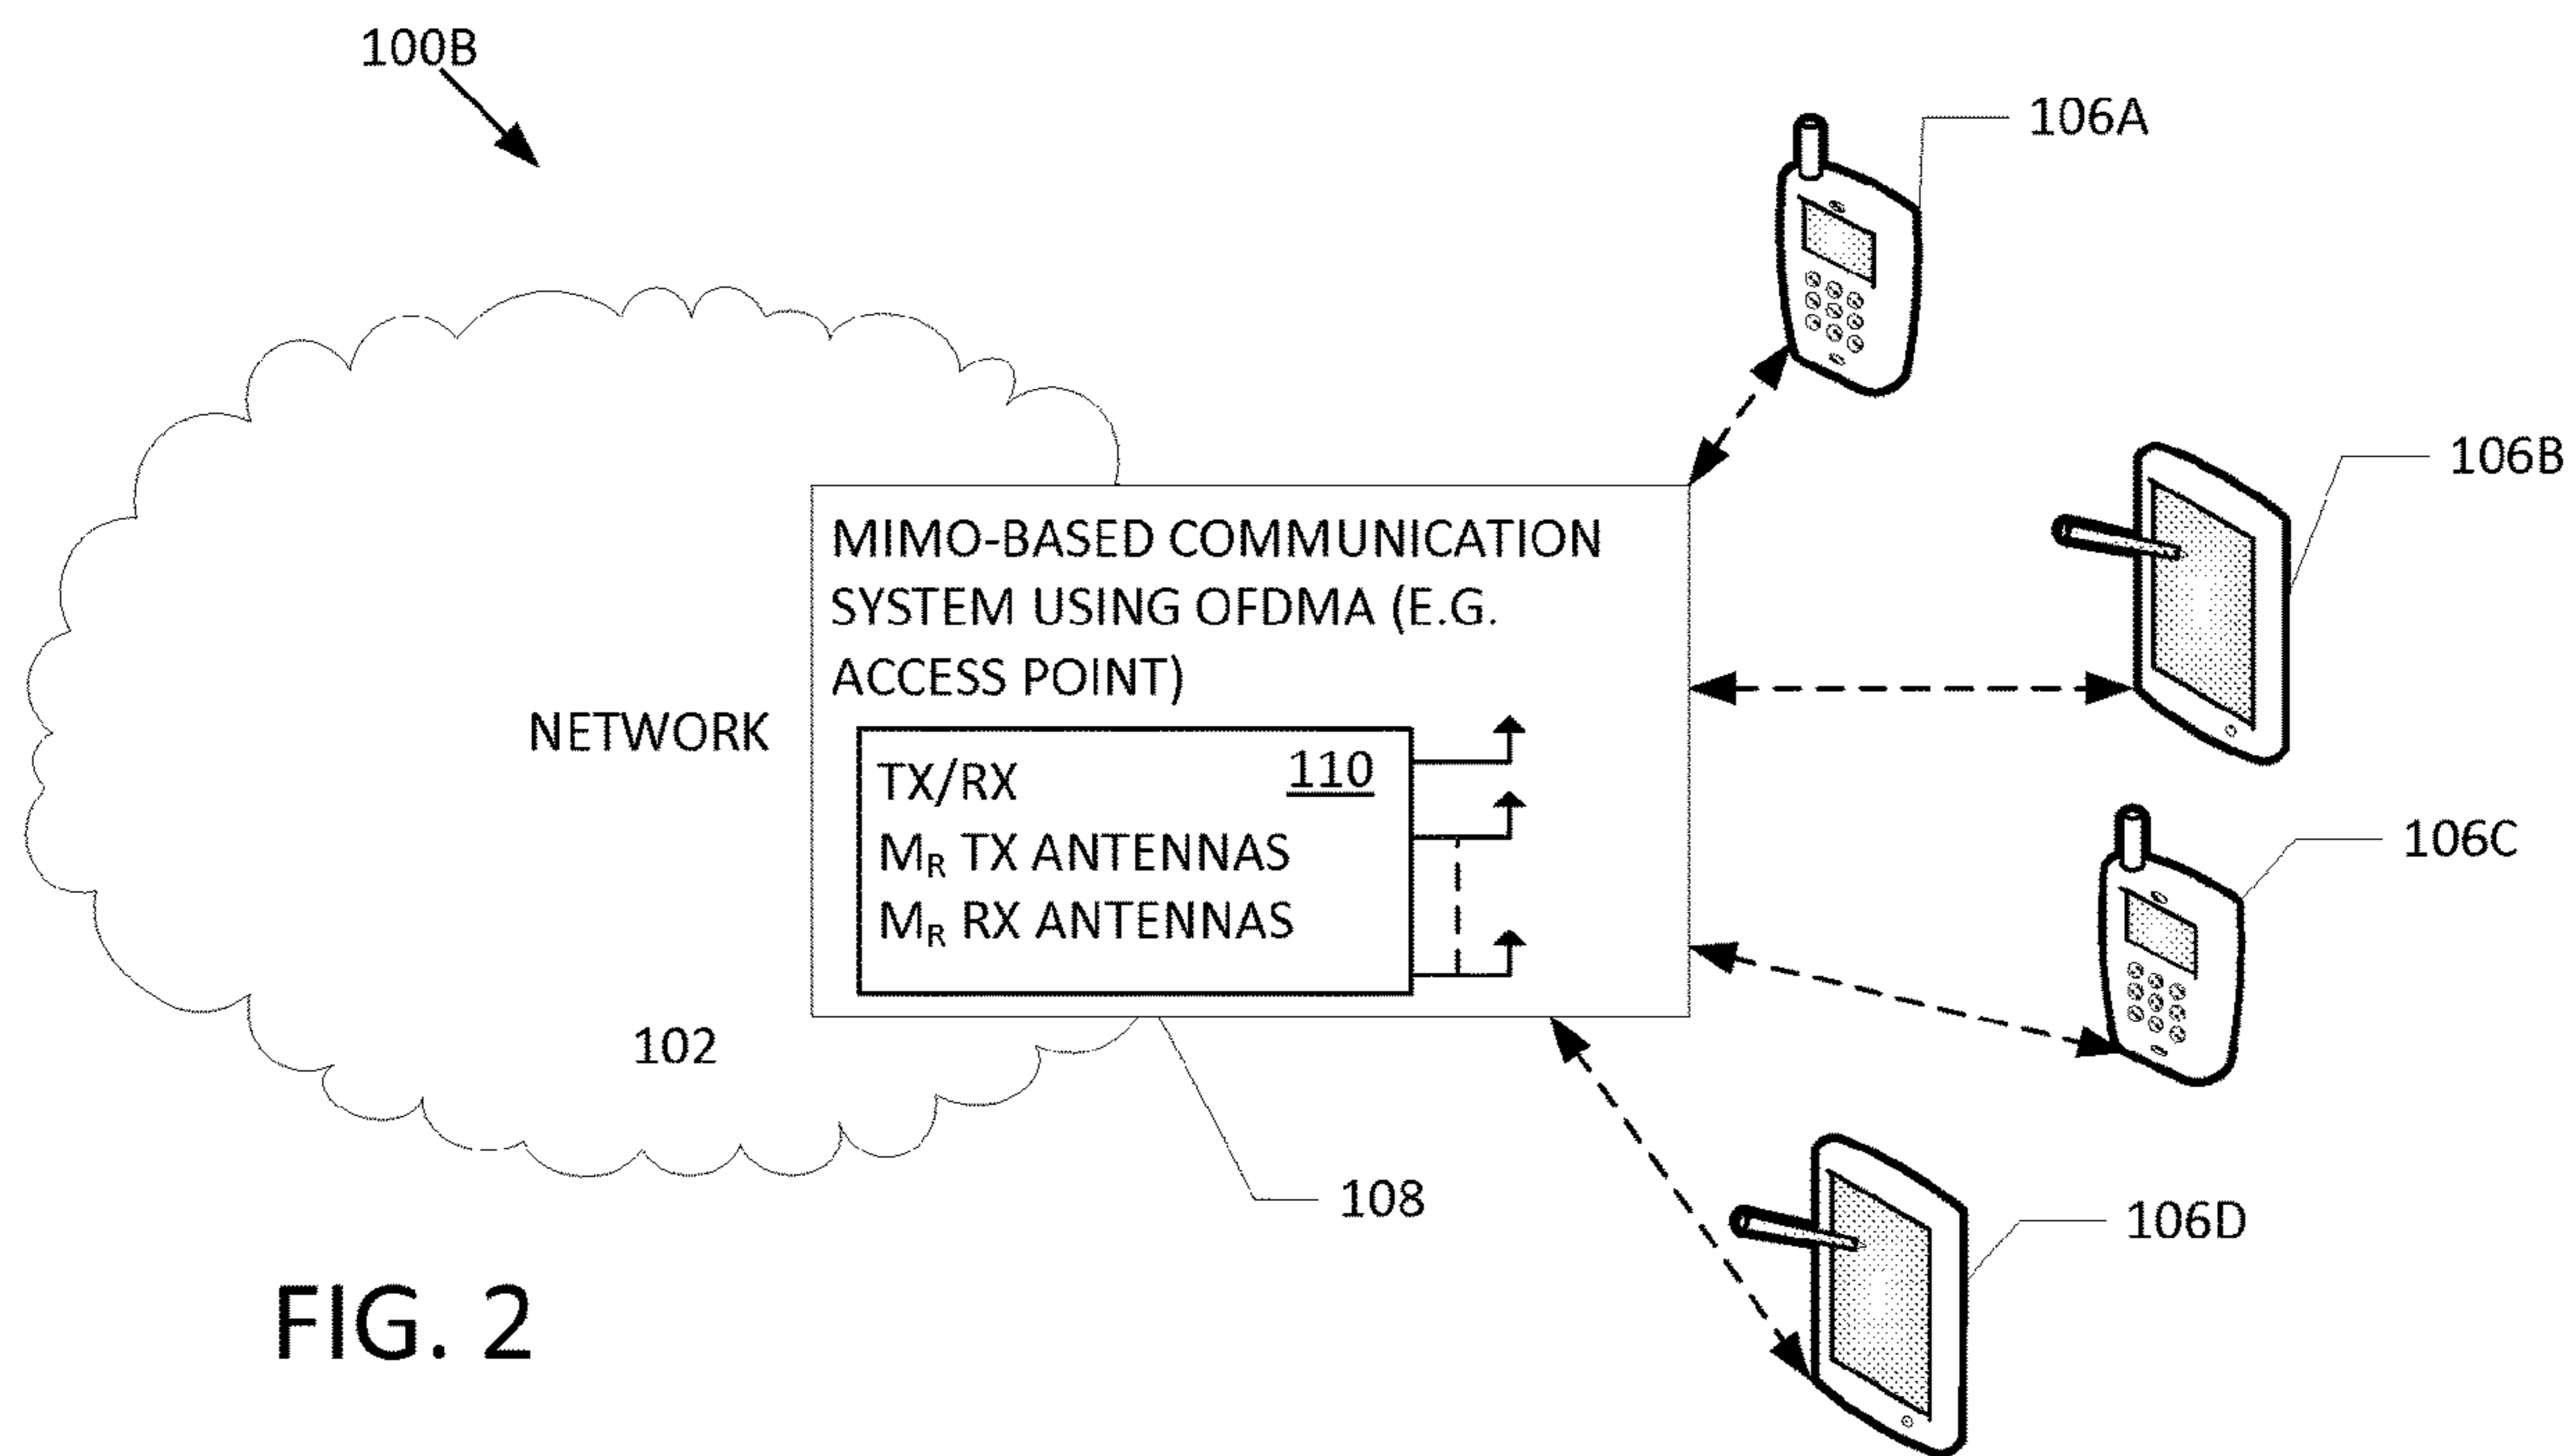 100B
106A
106B
MIMO-BASED COMMUNICATION
SYSTEM USING OFDMA (E.G.
ACCESS POINT)
NETWORK
TX/RX 110
MR TX ANTENNAS
MR RX ANTENNAS
106C
102
108
106D
FIG. 2